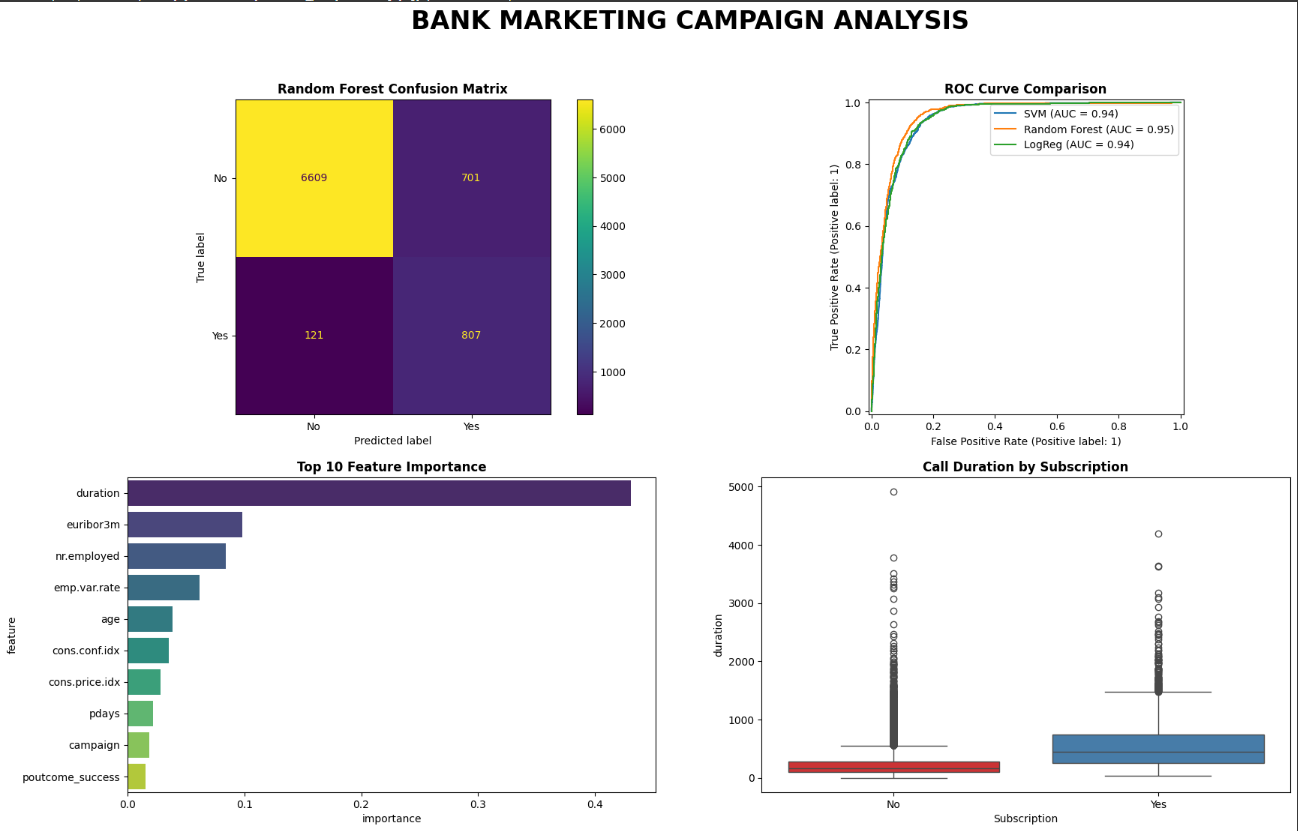 BANK MARKETING CAMPAIGN ANALYSIS
Random Forest Confusion Matrix
No
Yes
True label
6609
701
121
807
No
Yes
Predicted label
6000
5000
4000
3000
2000
1000
ROC Curve Comparison
1.0
0.8
0.6
0.4
0.2
0.0
True Positive Rate (Positive label: 1)
SVM (AUC = 0.94)
Random Forest (AUC = 0.95)
LogReg (AUC = 0.94)
0.0
0.2
0.4
0.6
0.8
1.0
False Positive Rate (Positive label: 1)
Top 10 Feature Importance
feature
duration
euribor3m
nr.employed
emp.var.rate
age
cons.conf.idx
cons.price.idx
pdays
campaign
poutcome_success
0.0
0.1
0.2
0.3
0.4
importance
Call Duration by Subscription
5000
4000
3000
2000
1000
0
duration
No
Yes
Subscription